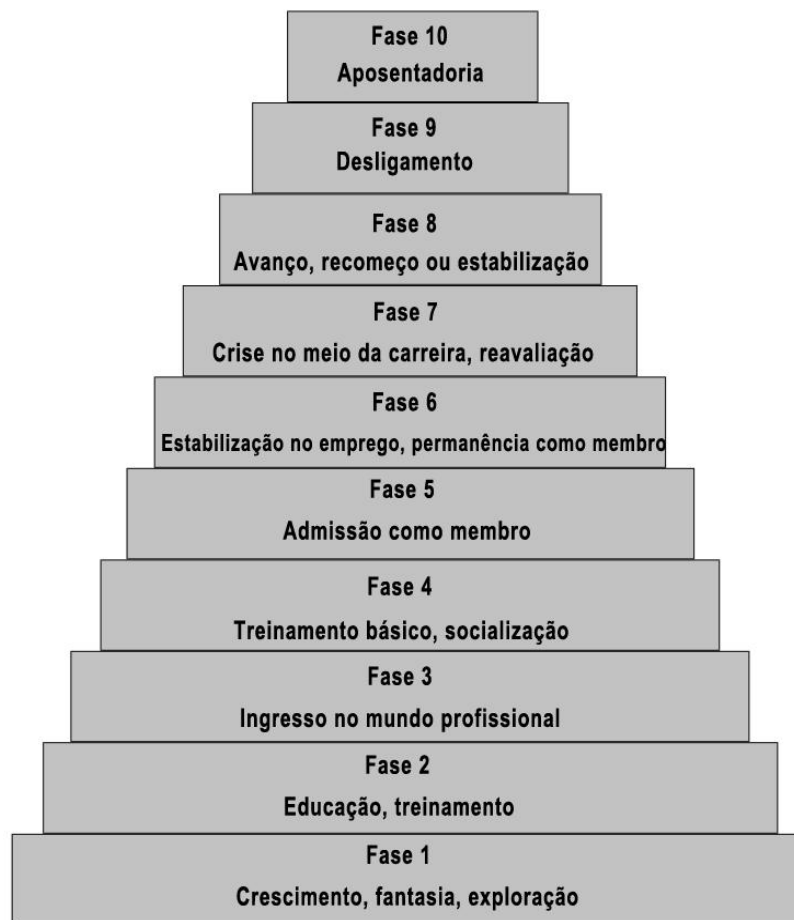 Fase 10
Aposentadoria
Fase 9
Desligamento
Fase 8
Avanço, recomeço ou estabilização
Fase 7
Crise no meio da carreira, reavaliação
Fase 6
Estabilização no emprego, permanência como membro
Fase 5
Admissão como membro
Fase 4
Treinamento básico, socialização
Fase 3
Ingresso no mundo profissional
Fase 2
Educação, treinamento
Fase 1
Crescimento, fantasia, exploração